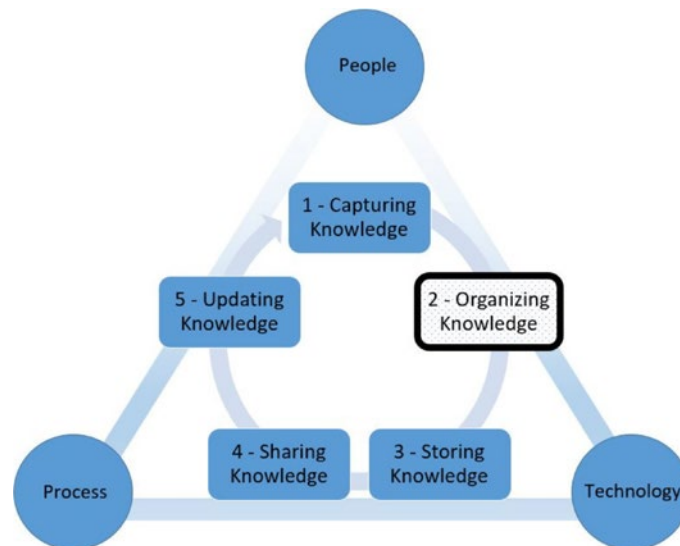 People
1 - Capturing
Knowledge
5 - Updating
Knowledge
2 - Organizing
Knowledge
4 - Sharing
Knowledge
3 - Storing
Knowledge
Process
Technology